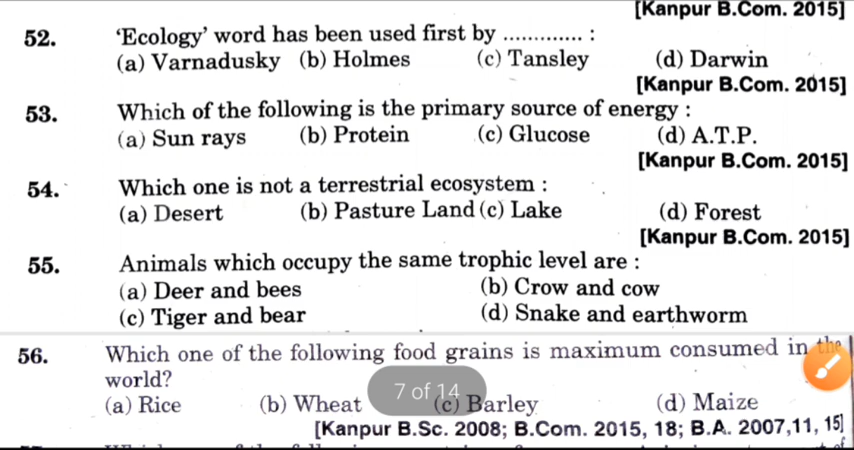 [Kanpur B.Com. 2015]
52. ‘Ecology’ word has been used first by ............. :
(a) Varnadusky (b) Holmes (c) Tansley (d) Darwin
[Kanpur B.Com. 2015]
53. Which of the following is the primary source of energy :
(a) Sun rays (b) Protein (c) Glucose (d) A.T.P.
[Kanpur B.Com. 2015]
54. Which one is not a terrestrial ecosystem :
(a) Desert (b) Pasture Land (c) Lake (d) Forest
[Kanpur B.Com. 2015]
55. Animals which occupy the same trophic level are :
(a) Deer and bees (b) Crow and cow
(c) Tiger and bear (d) Snake and earthworm
56. Which one of the following food grains is maximum consumed in the
world?
7 of 14
(a) Rice (b) Wheat (c) Barley (d) Maize
[Kanpur B.Sc. 2008; B.Com. 2015, 18; B.A. 2007,11, 15]